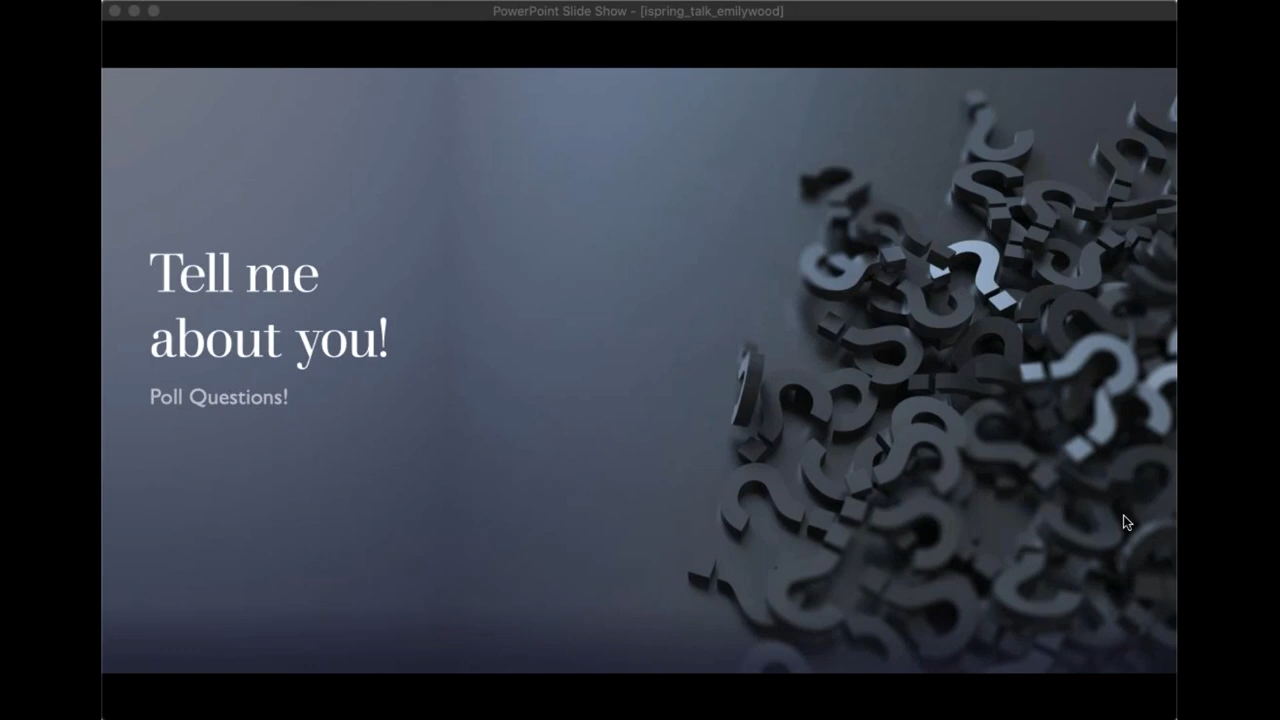 PowerPoint Slide Show - [ispring_talk_emilywood]
Tell me
about you!
Poll Questions!